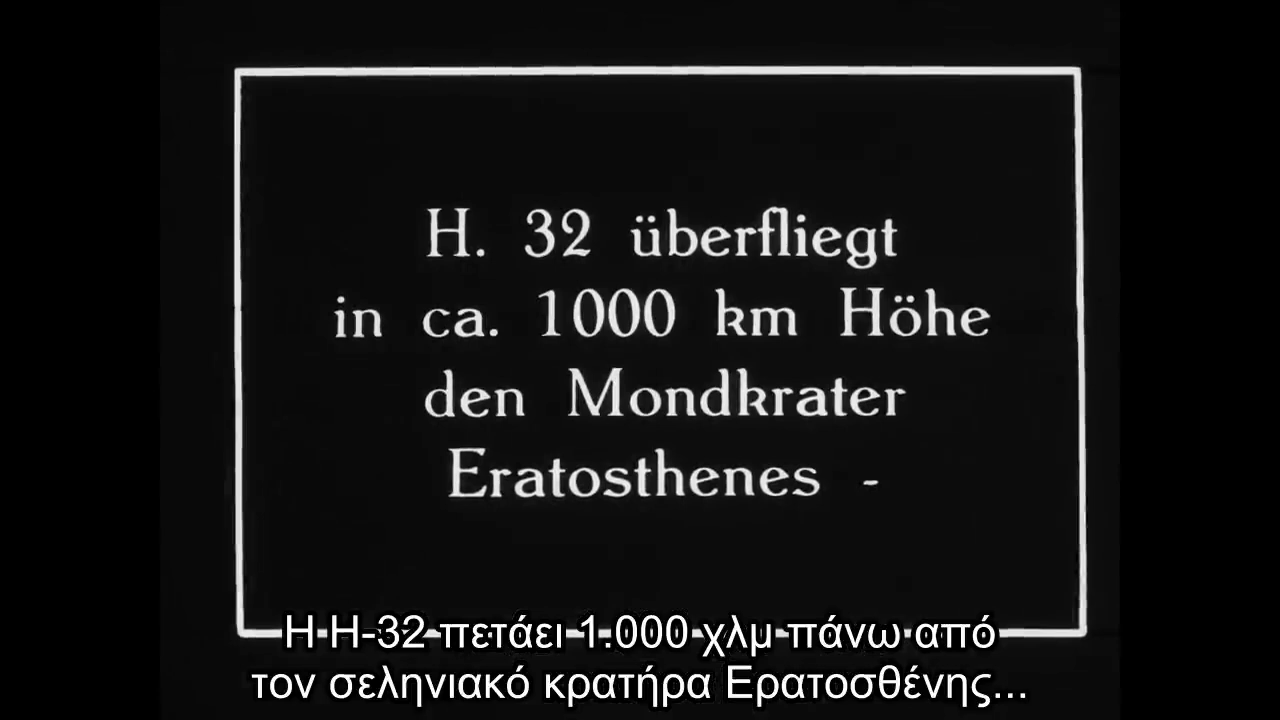 H. 32 überfliegt
in ca. 1000 km Höhe
den Mondkrater
Eratosthenes -
Η Η-32 πετάει 1.000 χλμ πάνω από
τον σεληνιακό κρατήρα Ερατοσθένης...